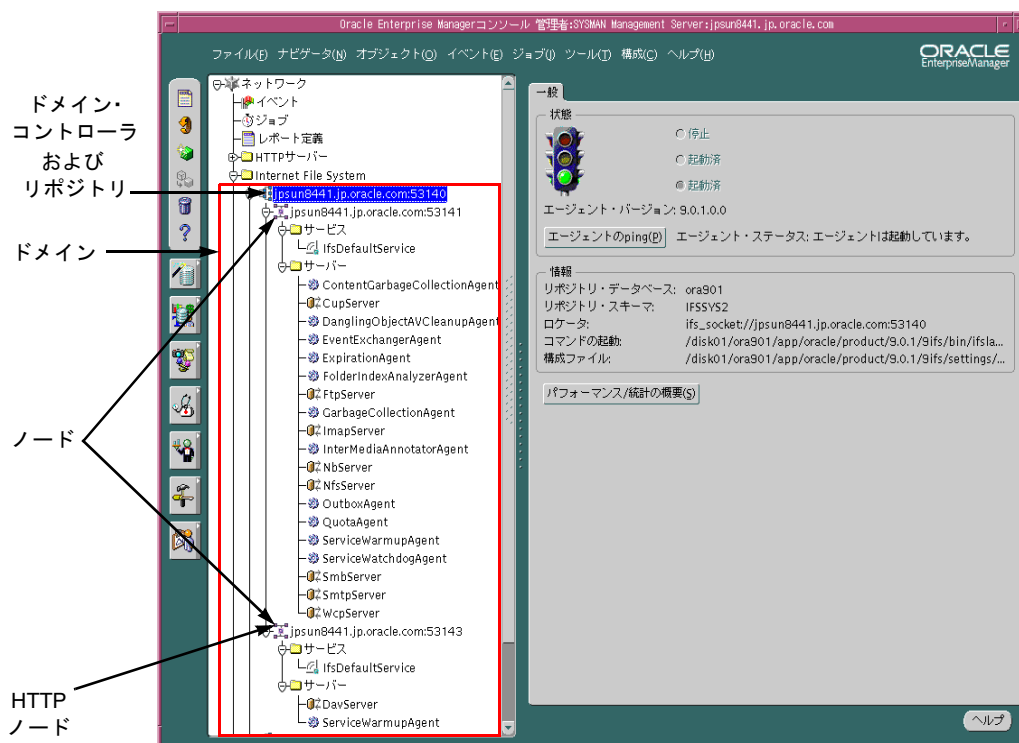 Oracle Enterprise Managerコンソール 管理者:SYSMAN Management Server:jpsun8441.jp.oracle.com
ファイル(F) ナビゲータ(N) オブジェクト(O) イベント(E) ジョブ(J) ツール(T) 構成(C) ヘルプ(H)
ORACLE
EnterpriseManager
ドメイン・
コントローラ
および
リポジトリ
ドメイン
ノード
HTTP
ノード
ネットワーク
イベント
ジョブ
レポート定義
HTTPサーバー
Internet File System
jpsun8441.jp.oracle.com:53140
jpsun8441.jp.oracle.com:53141
サービス
IfsDefaultService
サーバー
ContentGarbageCollectionAgent
CupServer
DanglingObjectAVCleanupAgent
EventExchangerAgent
ExpirationAgent
FolderIndexAnalyzerAgent
FtpServer
GarbageCollectionAgent
ImapServer
InterMediaAnnotatorAgent
NbServer
NfsServer
OutboxAgent
QuotaAgent
ServiceWarmupAgent
ServiceWatchdogAgent
SmbServer
SmtpServer
WcpServer
jpsun8441.jp.oracle.com:53143
サービス
IfsDefaultService
サーバー
DavServer
ServiceWarmupAgent
一般
状態
停止
起動済
起動済
エージェント・バージョン: 9.0.1.0.0
エージェントのping(P) エージェント・ステータス: エージェントは起動しています。
情報
リポジトリ・データベース: ora901
リポジトリ・スキーマ: IFSSYS2
ロケータ: ifs_socket://jpsun8441.jp.oracle.com:53140
コマンドの起動: /disk01/ora901/app/oracle/product/9.0.1/9ifs/bin/ifsla...
構成ファイル: /disk01/ora901/app/oracle/product/9.0.1/9ifs/settings/...
パフォーマンス/統計の概要(S)
ヘルプ